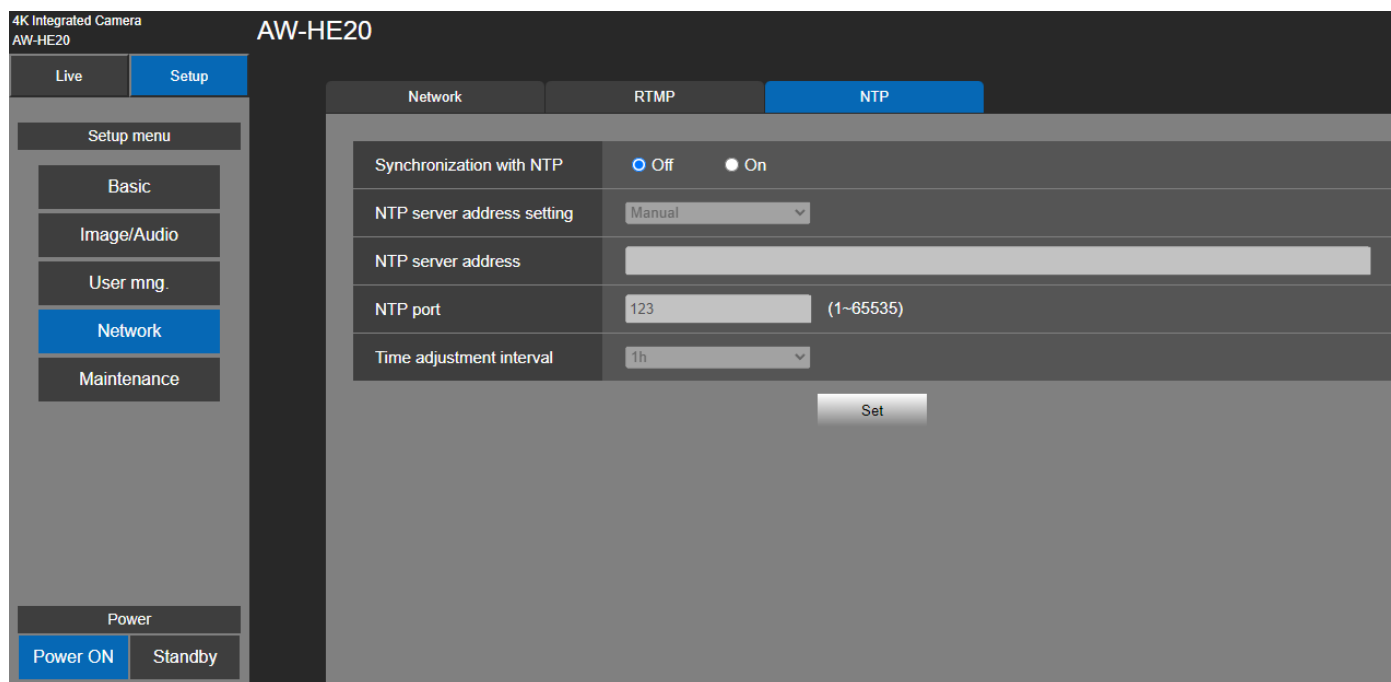 4K Integrated Camera
AW-HE20
AW-HE20
Live Setup
Network RTMP NTP
Setup menu
Basic
Image/Audio
User mng.
Network
Maintenance
Synchronization with NTP Off On
NTP server address setting Manual
NTP server address
NTP port 123 (1~65535)
Time adjustment interval 1h
Set
Power
Power ON Standby